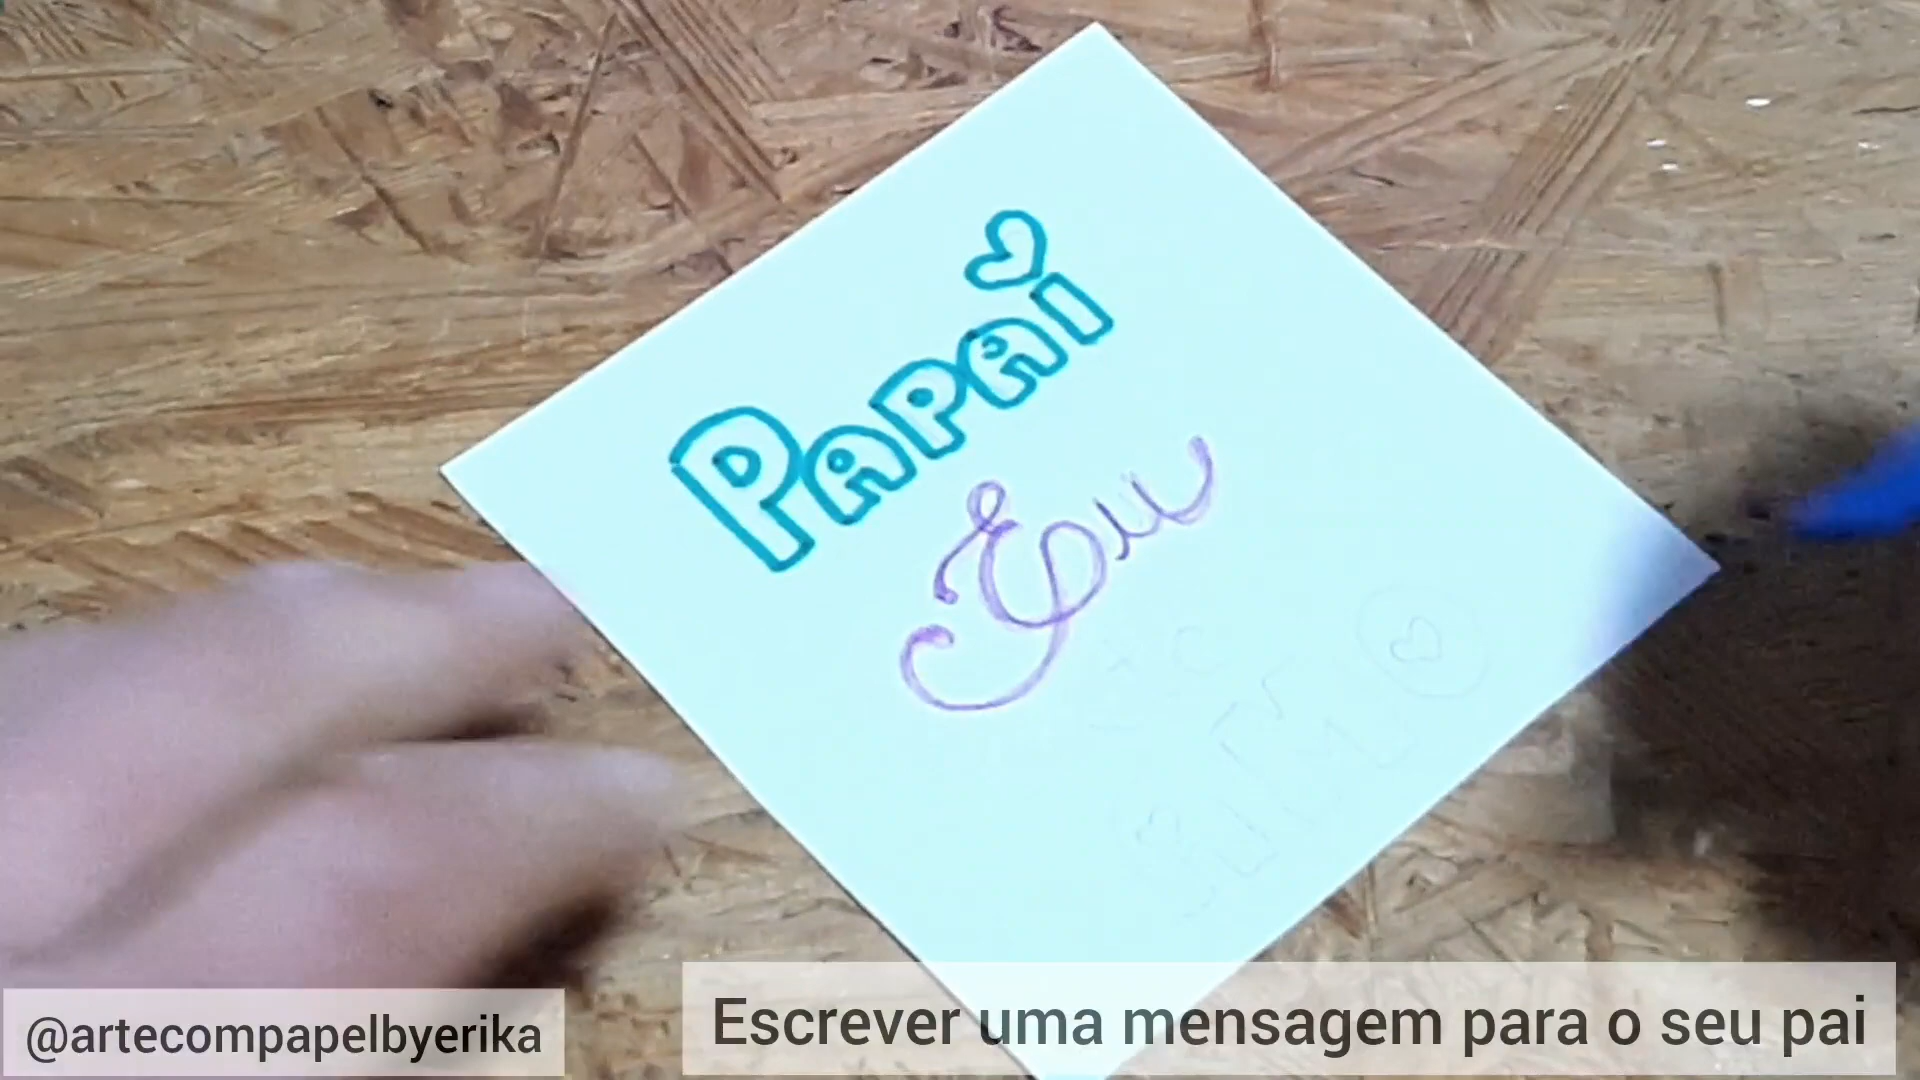 PAPAi
Eu
@artecompapelbyerika
Escrever uma mensagem para o seu pai